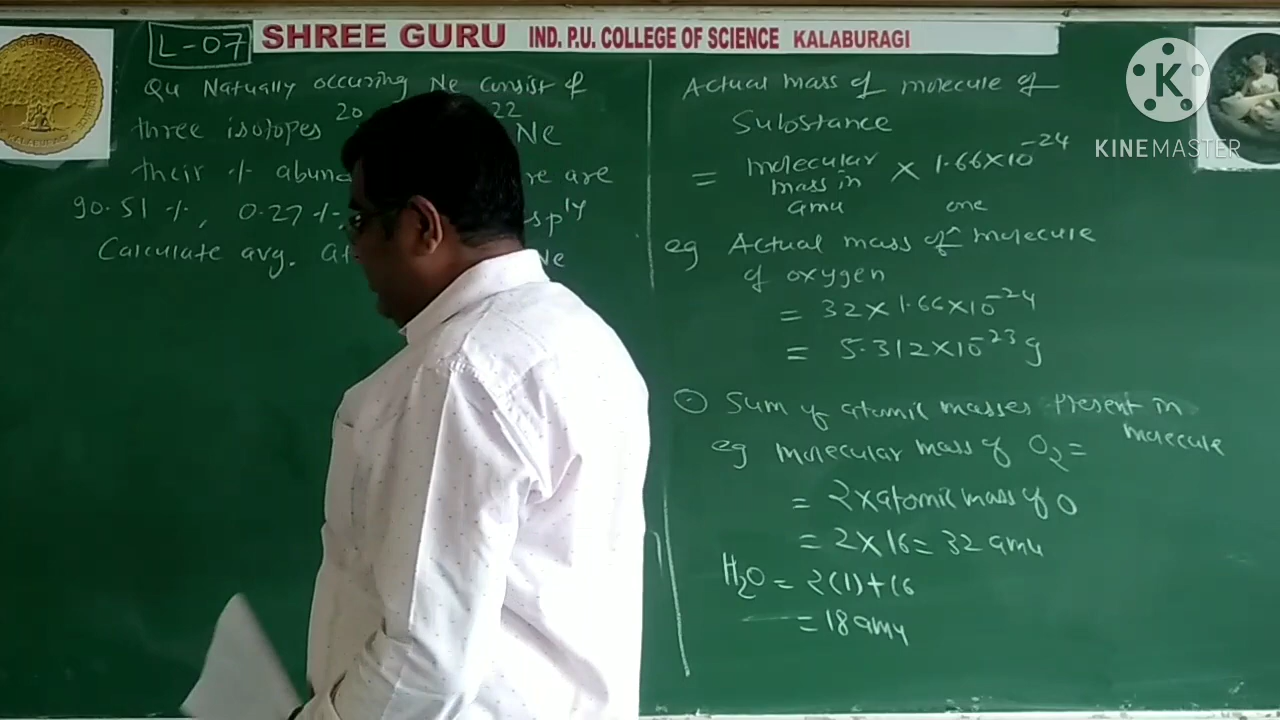 L-07
SHREE GURU IND. P.U. COLLEGE OF SCIENCE KALABURAGI
KINEMASTER
K
Qu Natually occuring Ne consist of
three isotopes 20 22 Ne
their % abun re are
90.51 %, 0.27 % sply
Calculate avg. at Ne
Actual mass of molecule of
Substance
= molecular mass in amu × 1.66×10⁻²⁴
eg Actual mass of one molecule
of oxygen
= 32×1.66×10⁻²⁴
= 5.312×10⁻²³ g
⊙ Sum of atomic masses Present in molecule
eg molecular mass of O₂ =
= 2×atomic mass of O
= 2×16 = 32 amu
H₂O = 2(1)+16
= 18 amu